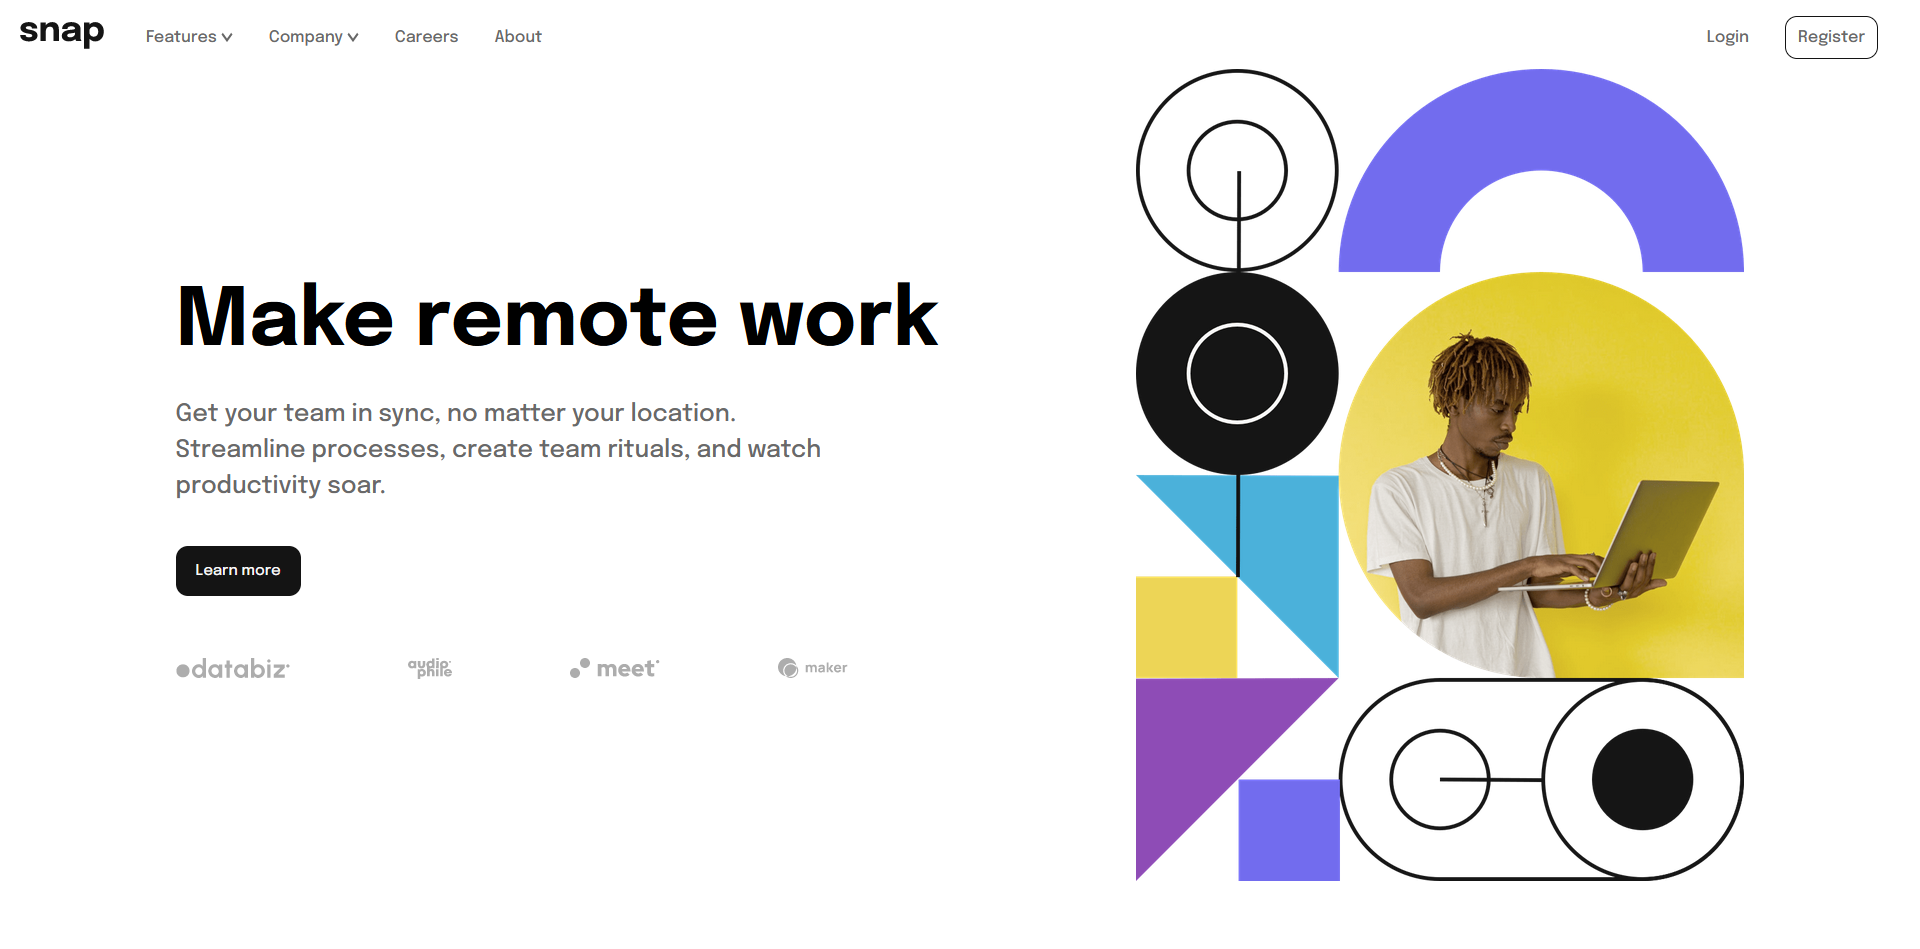 snap Features Company Careers About Login Register
Make remote work
Get your team in sync, no matter your location.
Streamline processes, create team rituals, and watch
productivity soar.
Learn more
databiz audiophile meet maker